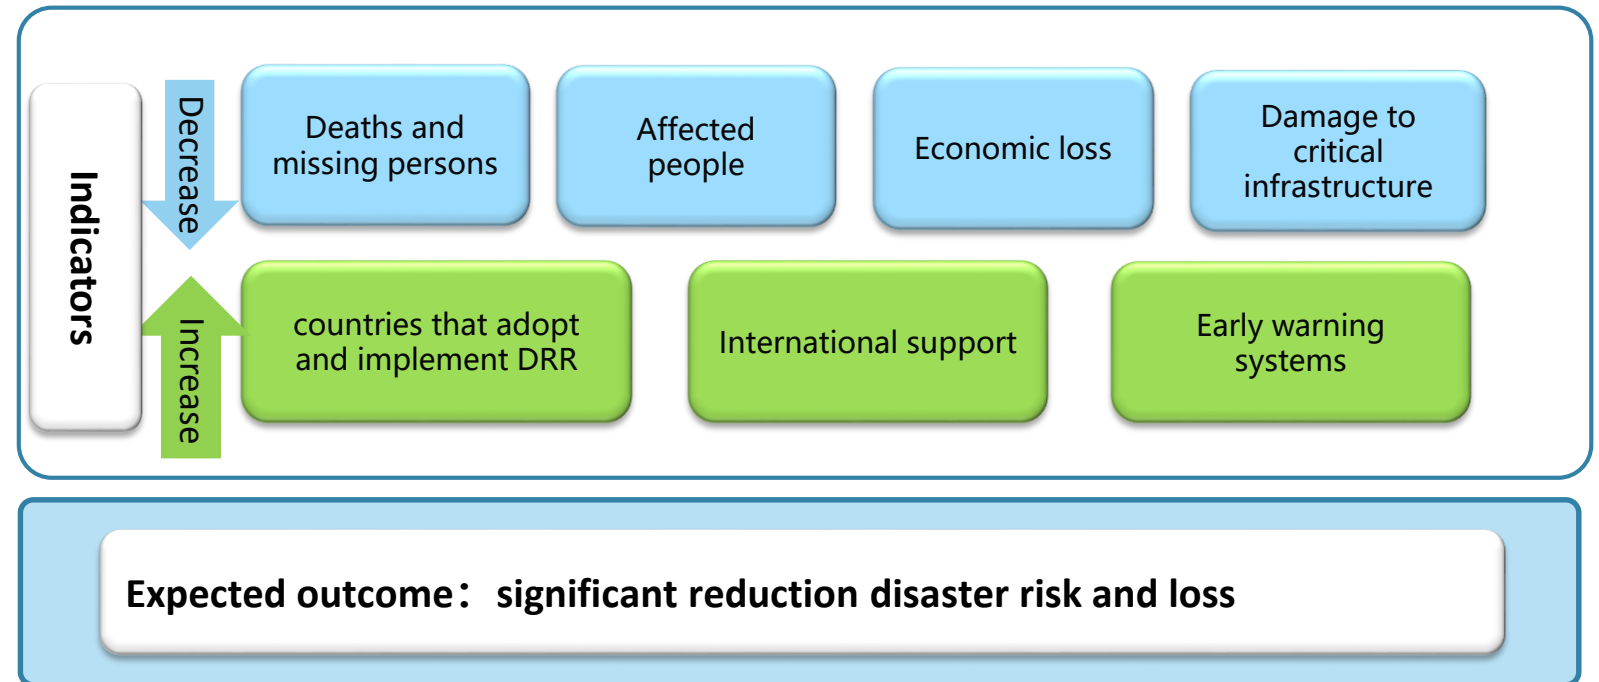 Indicators
Decrease
Deaths and
missing persons
Affected
people
Economic loss
Damage to
critical
infrastructure
Increase
countries that adopt
and implement DRR
International support
Early warning
systems
Expected outcome： significant reduction disaster risk and loss